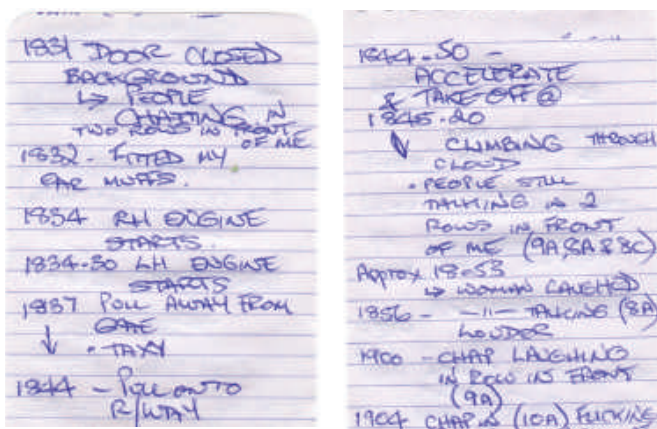 1831 DOOR CLOSED
BACKGROUND
↳ PEOPLE
CHATTING IN
TWO ROWS IN FRONT
OF ME
1832 - FITTED MY
EAR MUFFS.
1834 RH ENGINE
STARTS.
1834-30 LH ENGINE
STARTS
1837 PULL AWAY FROM
GATE
↓ • TAXY
1844 - PULL ONTO
R/WAY
1844-50 -
ACCELERATE
& TAKE OFF @
1845-20
↓ CLIMBING THROUGH
CLOUD
• PEOPLE STILL
TALKING IN 2
ROWS IN FRONT
OF ME (9A, 8A & 8C)
Approx 18-53
↳ WOMAN CAUGHED
1856 - -11- TALKING (8A)
LOUDER
1900 - CHAP LAUGHING
IN ROW IN FRONT
(9A)
1904 CHAP IN (10A) FLICKING